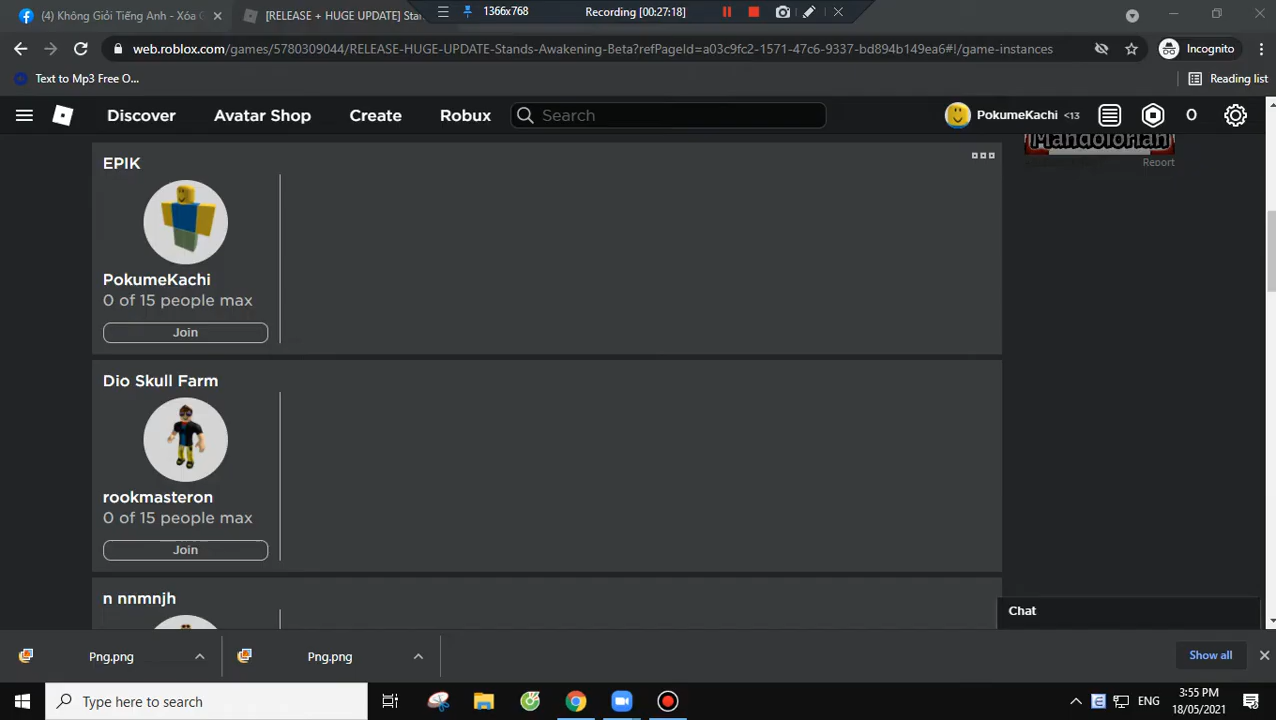 1366x768
Recording [00:27:18]
(4) Không Giỏi Tiếng Anh - Xóa
[RELEASE + HUGE UPDATE] Stan
web.roblox.com/games/5780309044/RELEASE-HUGE-UPDATE-Stands-Awakening-Beta?refPageId=a03c9fc2-1571-47c6-9337-bd894b149ea6#!/game-instances
Incognito
Text to Mp3 Free O...
Reading list
Discover
Avatar Shop
Create
Robux
Search
PokumeKachi <13
0
Mandolorian
Report
EPIK
PokumeKachi
0 of 15 people max
Join
Dio Skull Farm
rookmasteron
0 of 15 people max
Join
n nnmnjh
Chat
Png.png
Png.png
Show all
Type here to search
ENG
3:55 PM
18/05/2021